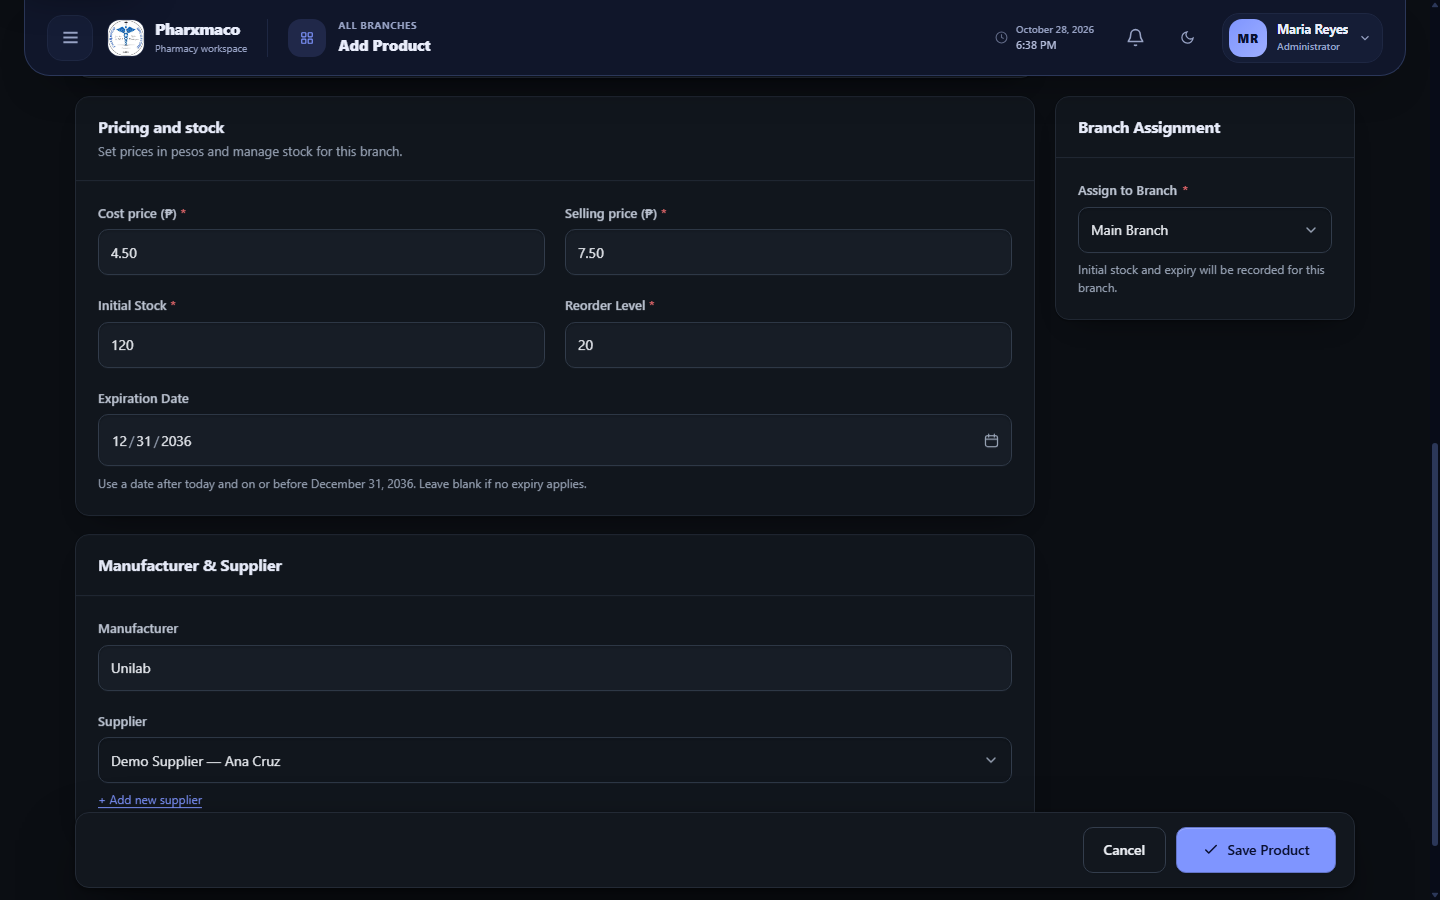 Pharxmaco
Pharmacy workspace
ALL BRANCHES
Add Product
October 28, 2026
6:38 PM
MR
Maria Reyes
Administrator
Pricing and stock
Set prices in pesos and manage stock for this branch.
Cost price (₱) *
Selling price (₱) *
4.50
7.50
Initial Stock *
Reorder Level *
120
20
Expiration Date
12/31/2036
Use a date after today and on or before December 31, 2036. Leave blank if no expiry applies.
Branch Assignment
Assign to Branch *
Main Branch
Initial stock and expiry will be recorded for this
branch.
Manufacturer & Supplier
Manufacturer
Unilab
Supplier
Demo Supplier — Ana Cruz
+ Add new supplier
Cancel
Save Product